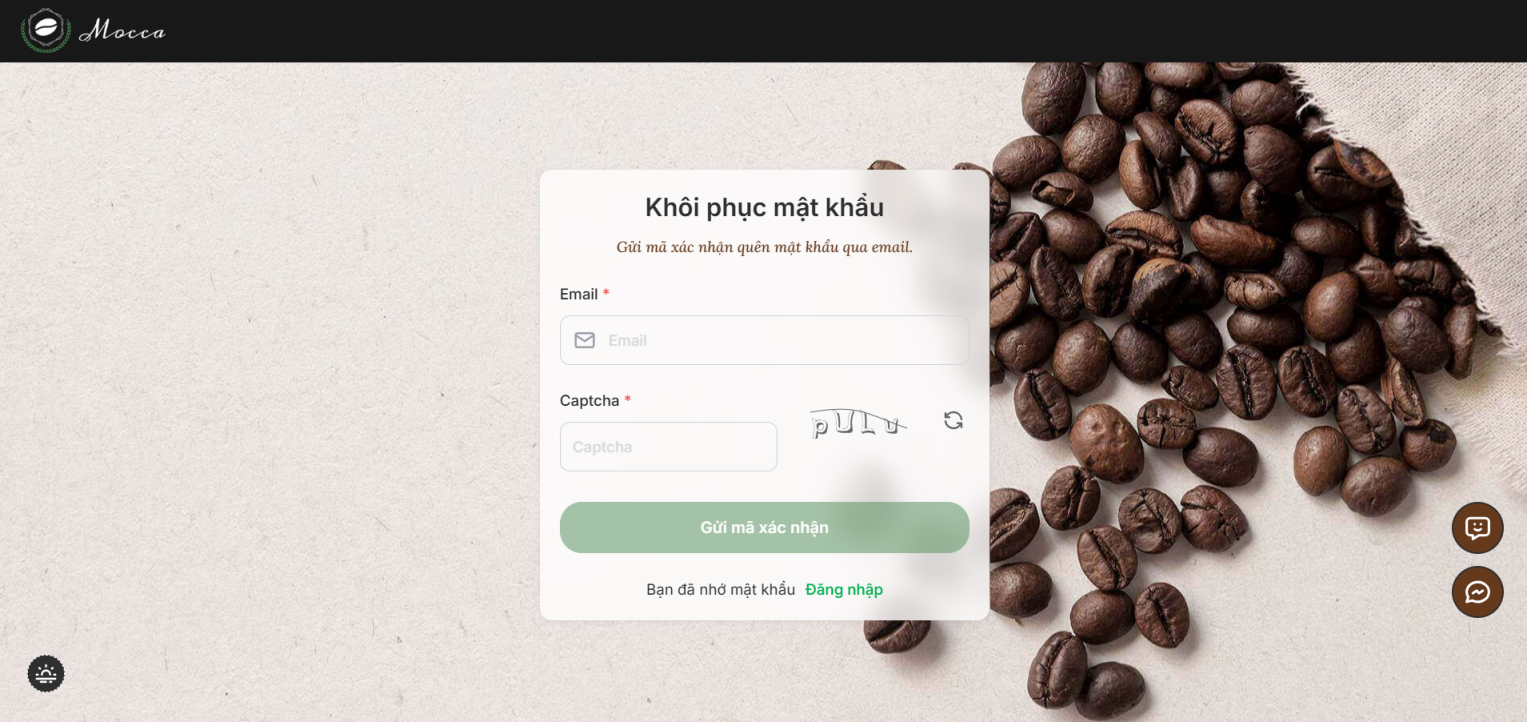 Mocca
Khôi phục mật khẩu
Gửi mã xác nhận quên mật khẩu qua email.
Email *
Email
Captcha *
Captcha
Gửi mã xác nhận
Bạn đã nhớ mật khẩu Đăng nhập